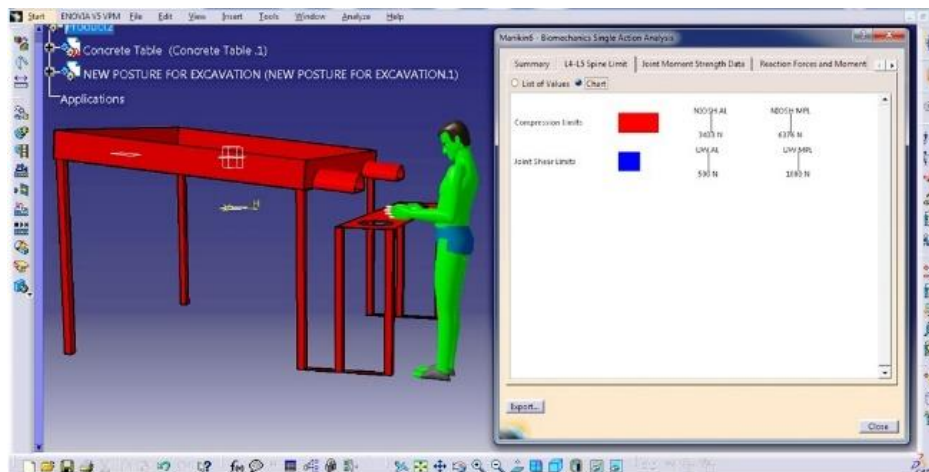 Start ENOVIA V5 VPM File Edit View Insert Tools Window Analyze Help
Product2
Concrete Table (Concrete Table .1)
NEW POSTURE FOR EXCAVATION (NEW POSTURE FOR EXCAVATION.1)
Applications
Manikin6 - Biomechanics Single Action Analysis
Summary L4-L5 Spine Limit Joint Moment Strength Data Reaction Forces and Moment
List of Values Chart
NIOSH AL NIOSH MPL
Compression Limits
3433 N 6376 N
UW AL UW MPL
Joint Shear Limits
500 N
Export...
Close